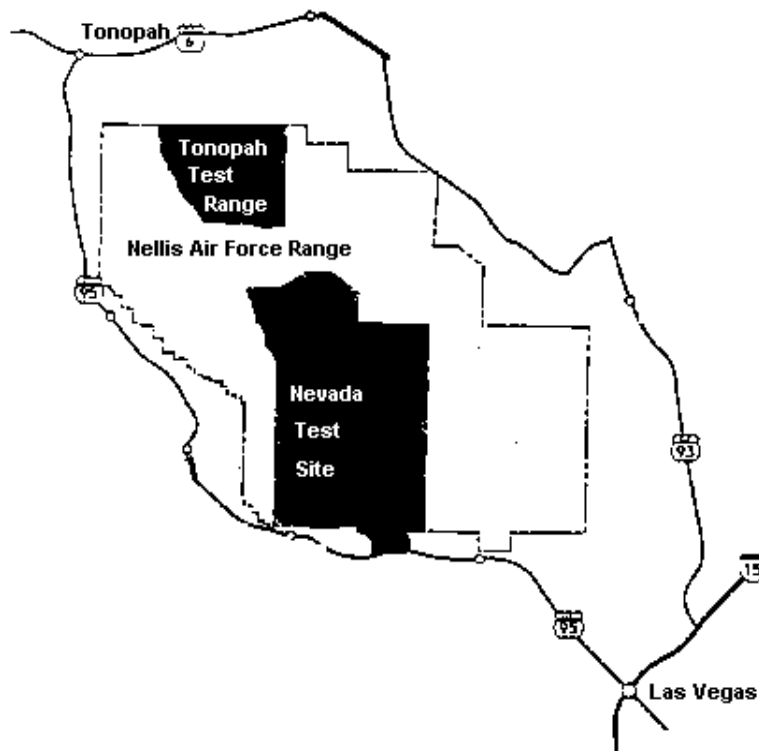 Tonopah
6
Tonopah
Test
Range
Nellis Air Force Range
95
Nevada
Test
Site
93
15
95
Las Vegas